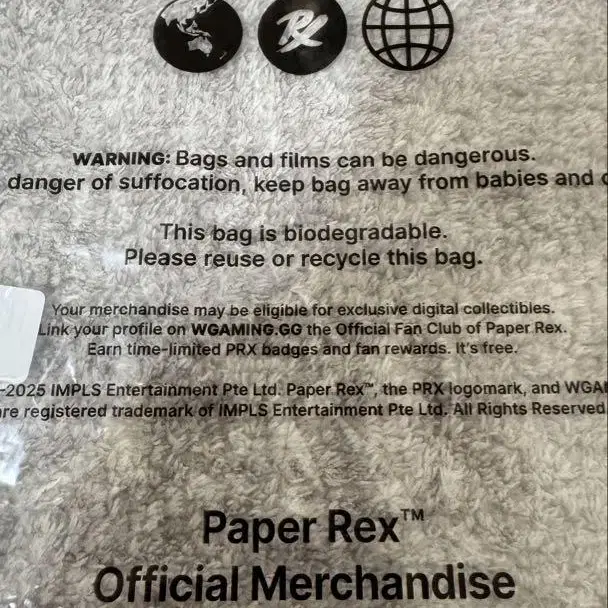 WARNING: Bags and films can be dangerous.
danger of suffocation, keep bag away from babies and
This bag is biodegradable.
Please reuse or recycle this bag.
Your merchandise may be eligible for exclusive digital collectibles.
Link your profile on WGAMING.GG the Official Fan Club of Paper Rex.
Earn time-limited PRX badges and fan rewards. It's free.
-2025 IMPLS Entertainment Pte Ltd. Paper Rex™, the PRX logomark, and
are registered trademark of IMPLS Entertainment Pte Ltd. All Rights Reserved
Paper Rex™
Official Merchandise